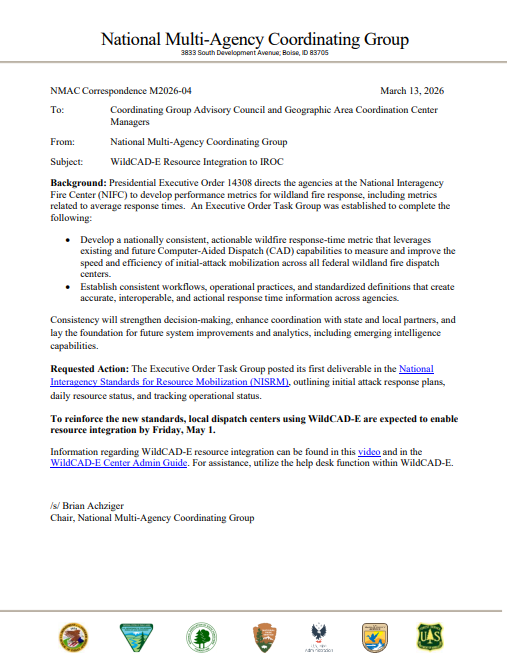 National Multi-Agency Coordinating Group
3833 South Development Avenue; Boise, ID 83705
NMAC Correspondence M2026-04 March 13, 2026
To: Coordinating Group Advisory Council and Geographic Area Coordination Center
Managers
From: National Multi-Agency Coordinating Group
Subject: WildCAD-E Resource Integration to IROC
Background: Presidential Executive Order 14308 directs the agencies at the National Interagency
Fire Center (NIFC) to develop performance metrics for wildland fire response, including metrics
related to average response times. An Executive Order Task Group was established to complete the
following:
• Develop a nationally consistent, actionable wildfire response-time metric that leverages
existing and future Computer-Aided Dispatch (CAD) capabilities to measure and improve the
speed and efficiency of initial-attack mobilization across all federal wildland fire dispatch
centers.
• Establish consistent workflows, operational practices, and standardized definitions that create
accurate, interoperable, and actional response time information across agencies.
Consistency will strengthen decision-making, enhance coordination with state and local partners, and
lay the foundation for future system improvements and analytics, including emerging intelligence
capabilities.
Requested Action: The Executive Order Task Group posted its first deliverable in the National
Interagency Standards for Resource Mobilization (NISRM), outlining initial attack response plans,
daily resource status, and tracking operational status.
To reinforce the new standards, local dispatch centers using WildCAD-E are expected to enable
resource integration by Friday, May 1.
Information regarding WildCAD-E resource integration can be found in this video and in the
WildCAD-E Center Admin Guide. For assistance, utilize the help desk function within WildCAD-E.
/s/ Brian Achziger
Chair, National Multi-Agency Coordinating Group